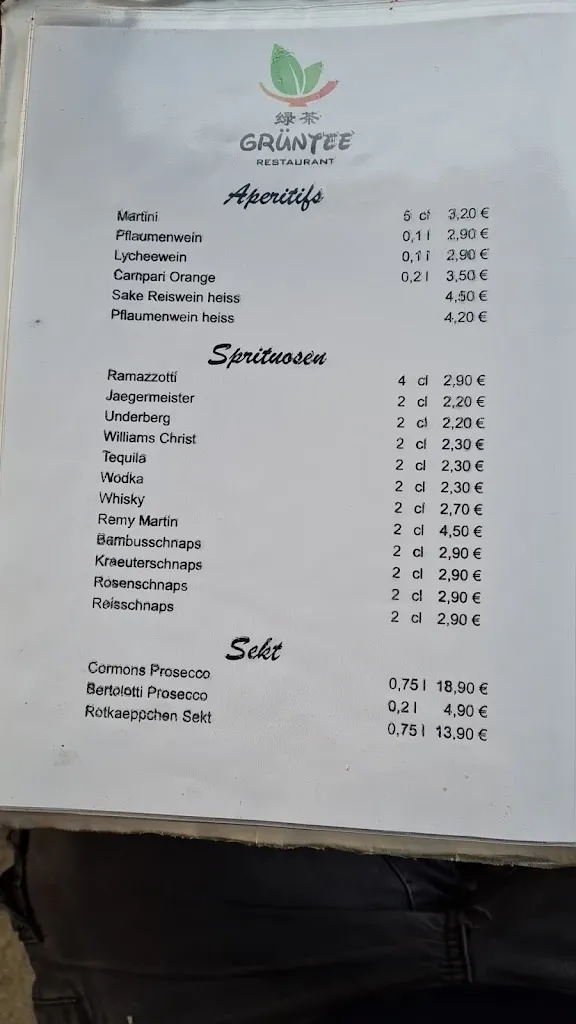 绿茶
GRÜNTEE
RESTAURANT
Aperitifs
Martini 5 cl 3,20 €
Pflaumenwein 0,1 l 2,90 €
Lycheewein 0,1 l 2,90 €
Campari Orange 0,2 l 3,50 €
Sake Reiswein heiss 4,50 €
Pflaumenwein heiss 4,20 €
Sprituosen
Ramazzotti 4 cl 2,90 €
Jaegermeister 2 cl 2,20 €
Underberg 2 cl 2,20 €
Williams Christ 2 cl 2,30 €
Tequila 2 cl 2,30 €
Wodka 2 cl 2,30 €
Whisky 2 cl 2,70 €
Remy Martin 2 cl 4,50 €
Bambusschnaps 2 cl 2,90 €
Kraeuterschnaps 2 cl 2,90 €
Rosenschnaps 2 cl 2,90 €
Reisschnaps 2 cl 2,90 €
Sekt
Cormons Prosecco 0,75 l 18,90 €
Bertolotti Prosecco 0,2 l 4,90 €
Rotkaeppchen Sekt 0,75 l 13,90 €